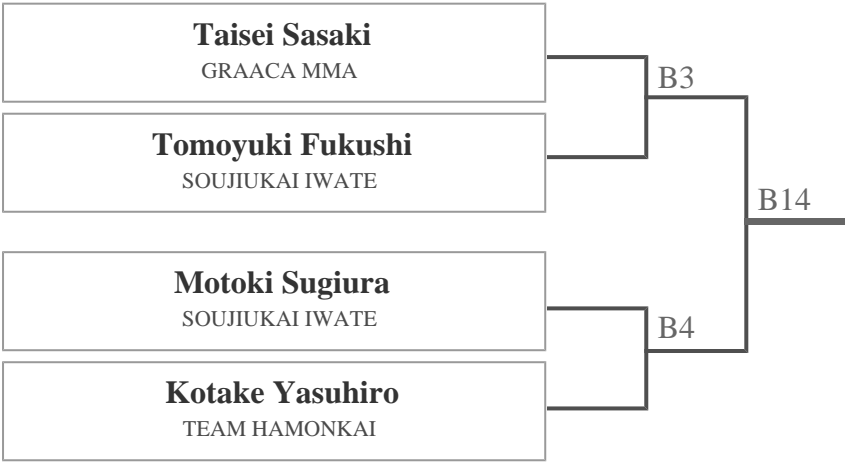 Taisei Sasaki
GRAACA MMA
B3
Tomoyuki Fukushi
SOUJIUKAI IWATE
B14
Motoki Sugiura
SOUJIUKAI IWATE
B4
Kotake Yasuhiro
TEAM HAMONKAI